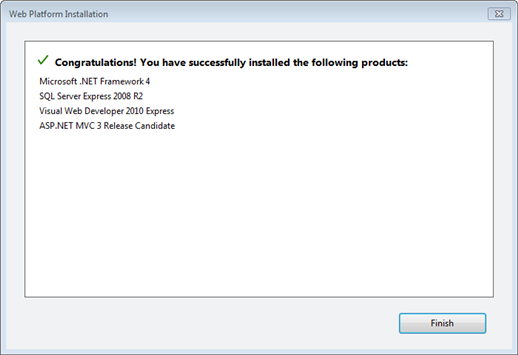 Web Platform Installation
Congratulations! You have successfully installed the following products:
Microsoft .NET Framework 4
SQL Server Express 2008 R2
Visual Web Developer 2010 Express
ASP.NET MVC 3 Release Candidate
Finish